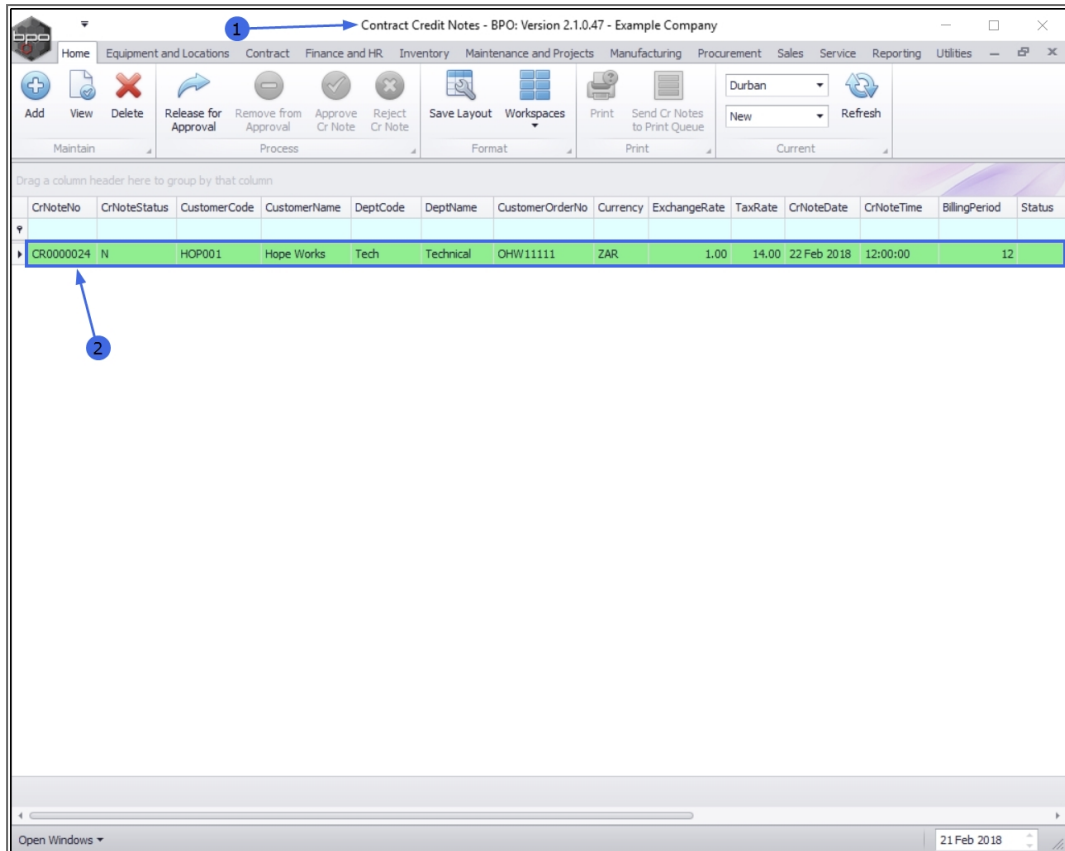 1
Contract Credit Notes - BPO: Version 2.1.0.47 - Example Company
bpo
Home Equipment and Locations Contract Finance and HR Inventory Maintenance and Projects Manufacturing Procurement Sales Service Reporting Utilities
Add View Delete Release for Approval Remove from Approval Approve Cr Note Reject Cr Note Save Layout Workspaces Print Send Cr Notes to Print Queue Durban New Refresh
Maintain Process Format Print Current
Drag a column header here to group by that column
CrNoteNo CrNoteStatus CustomerCode CustomerName DeptCode DeptName CustomerOrderNo Currency ExchangeRate TaxRate CrNoteDate CrNoteTime BillingPeriod Status
CR0000024 N HOP001 Hope Works Tech Technical OHW11111 ZAR 1.00 14.00 22 Feb 2018 12:00:00 12
2
Open Windows 21 Feb 2018